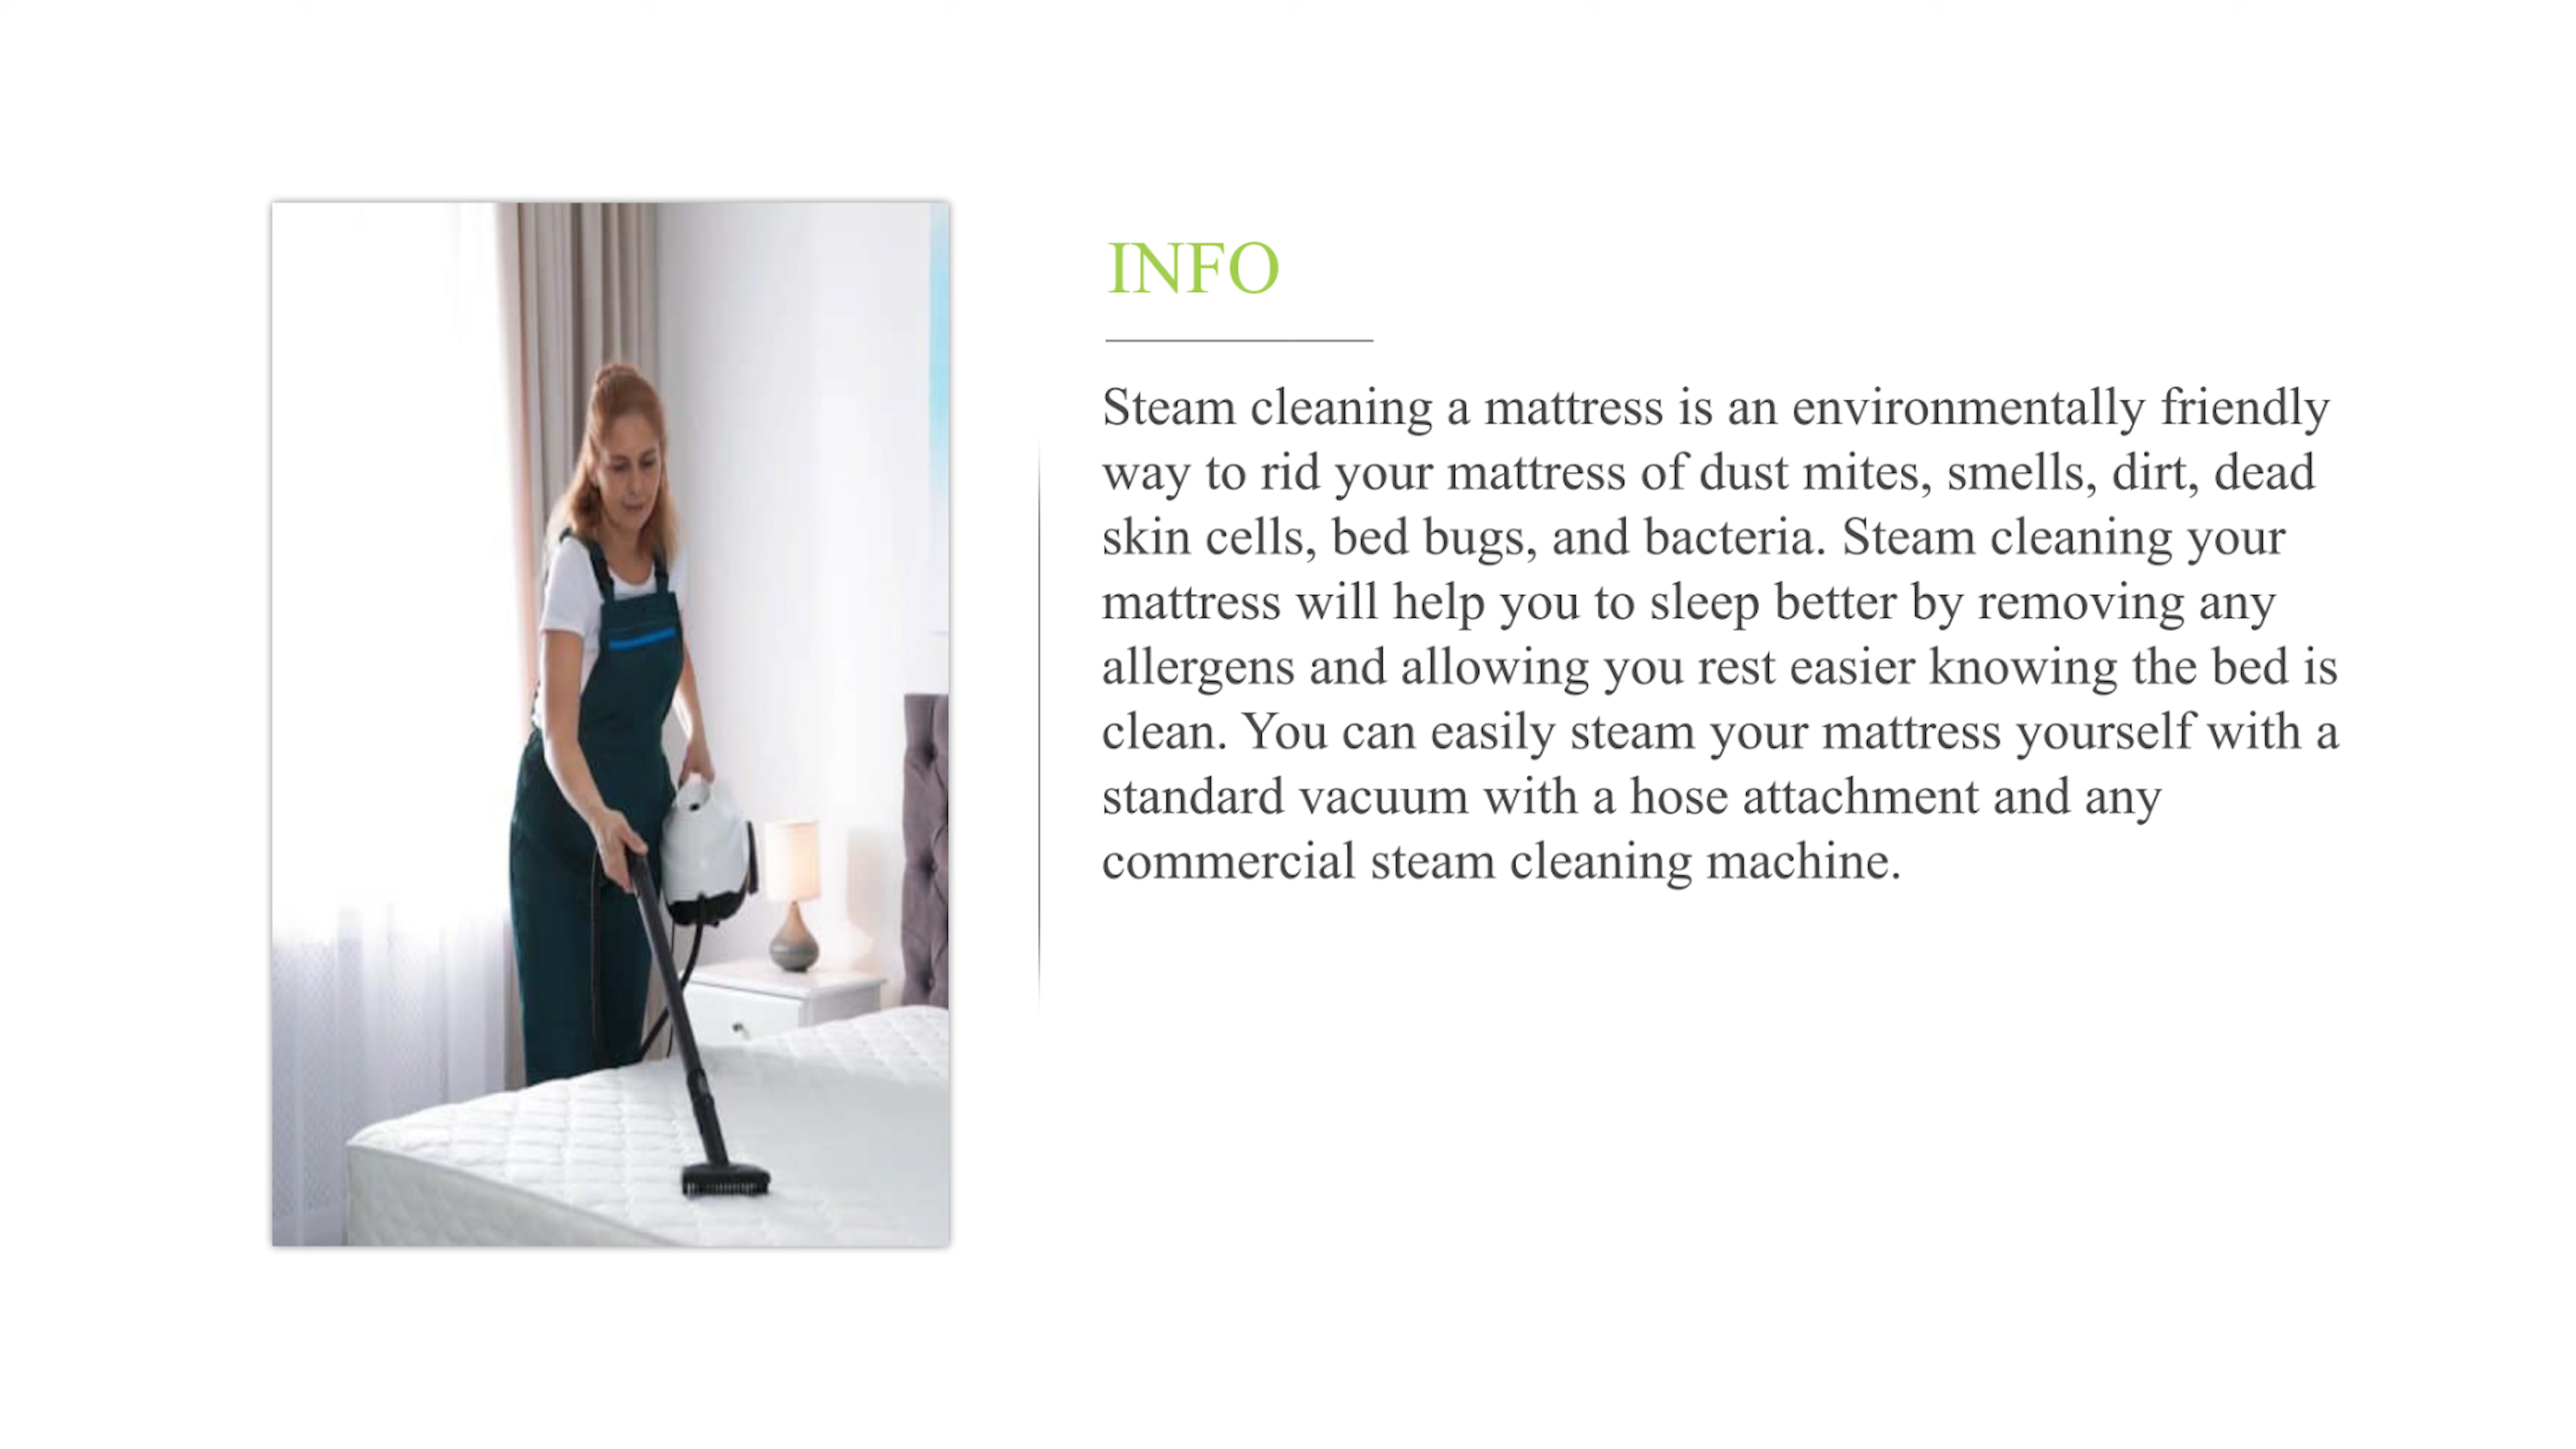 INFO
Steam cleaning a mattress is an environmentally friendly
way to rid your mattress of dust mites, smells, dirt, dead
skin cells, bed bugs, and bacteria. Steam cleaning your
mattress will help you to sleep better by removing any
allergens and allowing you rest easier knowing the bed is
clean. You can easily steam your mattress yourself with a
standard vacuum with a hose attachment and any
commercial steam cleaning machine.